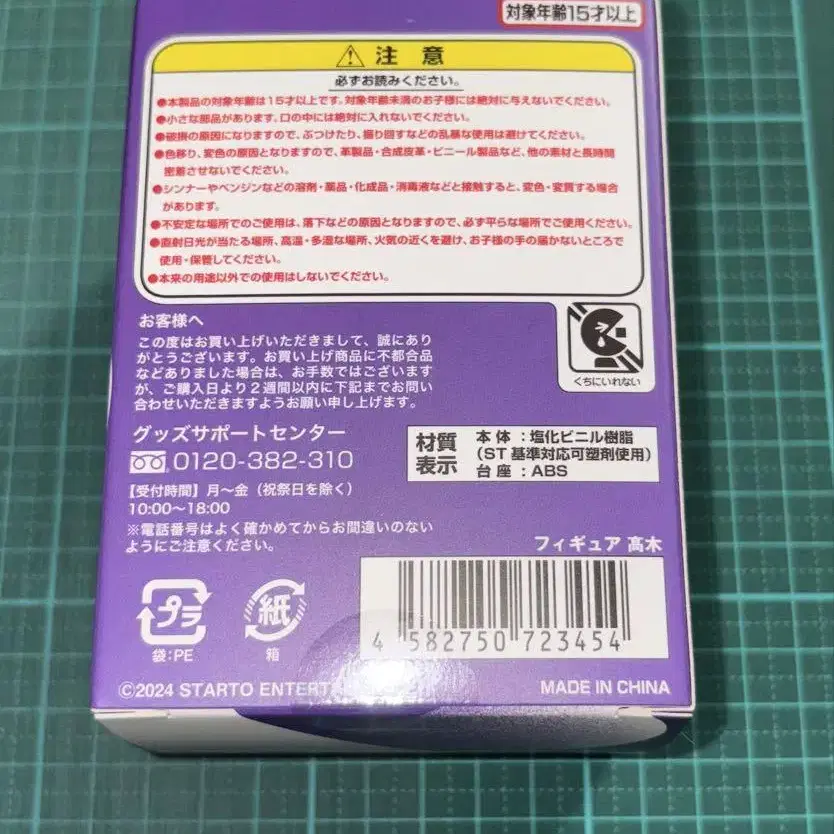 対象年齢15才以上
注意
必ずお読みください。
●本製品の対象年齢は15才以上です。対象年齢未満のお子様には絶対に与えないでください。
●小さな部品があります。口の中には絶対に入れないでください。
●破損の原因になりますので、ぶつけたり、振り回すなどの乱暴な使用は避けてください。
●色移り、変色の原因となりますので、革製品・合成皮革・ビニール製品など、他の素材と長時間
密着させないでください。
●シンナーやベンジンなどの溶剤・薬品・化成品・消毒液などと接触すると、変色・変質する場合
があります。
●不安定な場所でのご使用は、落下などの原因となりますので、必ず平らな場所でご使用ください。
●直射日光が当たる場所、高温・多湿な場所、火気の近くを避け、お子様の手の届かないところで
使用・保管してください。
●本来の用途以外での使用はしないでください。
くちにいれない
お客様へ
この度はお買い上げいただきまして、誠にあり
がとうございます。お買い上げ商品に不都合品
などありました場合は、お手数ではございます
が、ご購入日より2週間以内に下記までお問い
合わせいただきますようお願い申し上げます。
グッズサポートセンター
0120-382-310
【受付時間】月〜金（祝祭日を除く）
10:00〜18:00
※電話番号はよく確かめてからお間違いのない
ようにご注意ください。
材質
表示
本体：塩化ビニル樹脂
（ST基準対応可塑剤使用）
台座：ABS
フィギュア 高木
4 582750 723454
プラ
袋:PE
紙
箱
©2024 STARTO
MADE IN CHINA